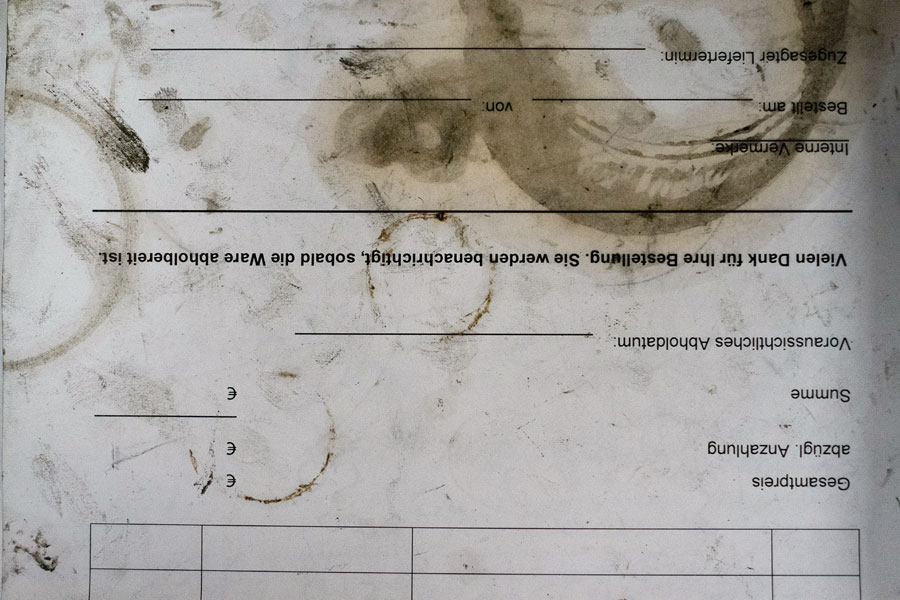 Gesamtpreis €
abzügl. Anzahlung €
Summe €
Voraussichtliches Abholdatum:
Vielen Dank für Ihre Bestellung. Sie werden benachrichtigt, sobald die Ware abholbereit ist.
Interne Vermerke:
Bestellt am: von:
Zugesagter Liefertermin: